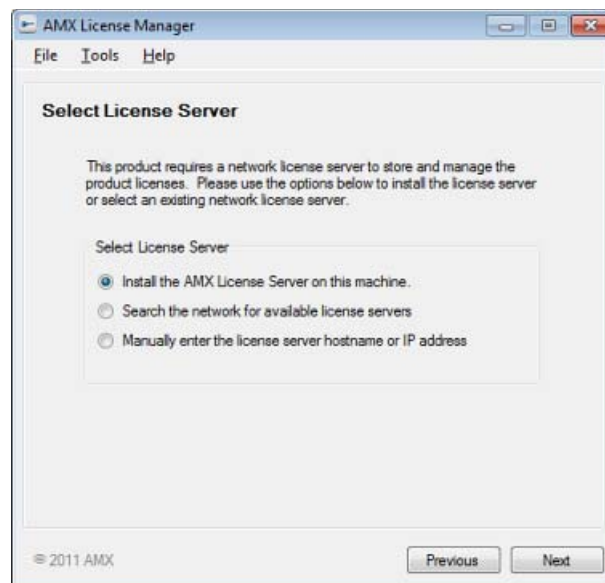 AMX License Manager
File Tools Help
Select License Server
This product requires a network license server to store and manage the
product licenses. Please use the options below to install the license server
or select an existing network license server.
Select License Server
Install the AMX License Server on this machine.
Search the network for available license servers
Manually enter the license server hostname or IP address
© 2011 AMX
Previous Next